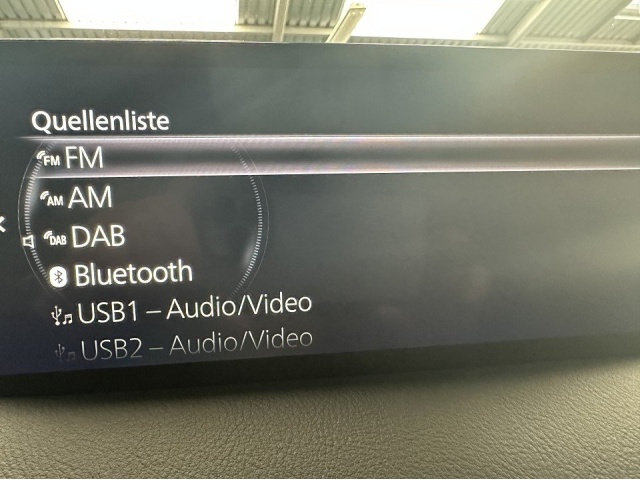 Quellenliste
FM FM
AM AM
DAB DAB
Bluetooth
USB1 – Audio/Video
USB2 – Audio/Video